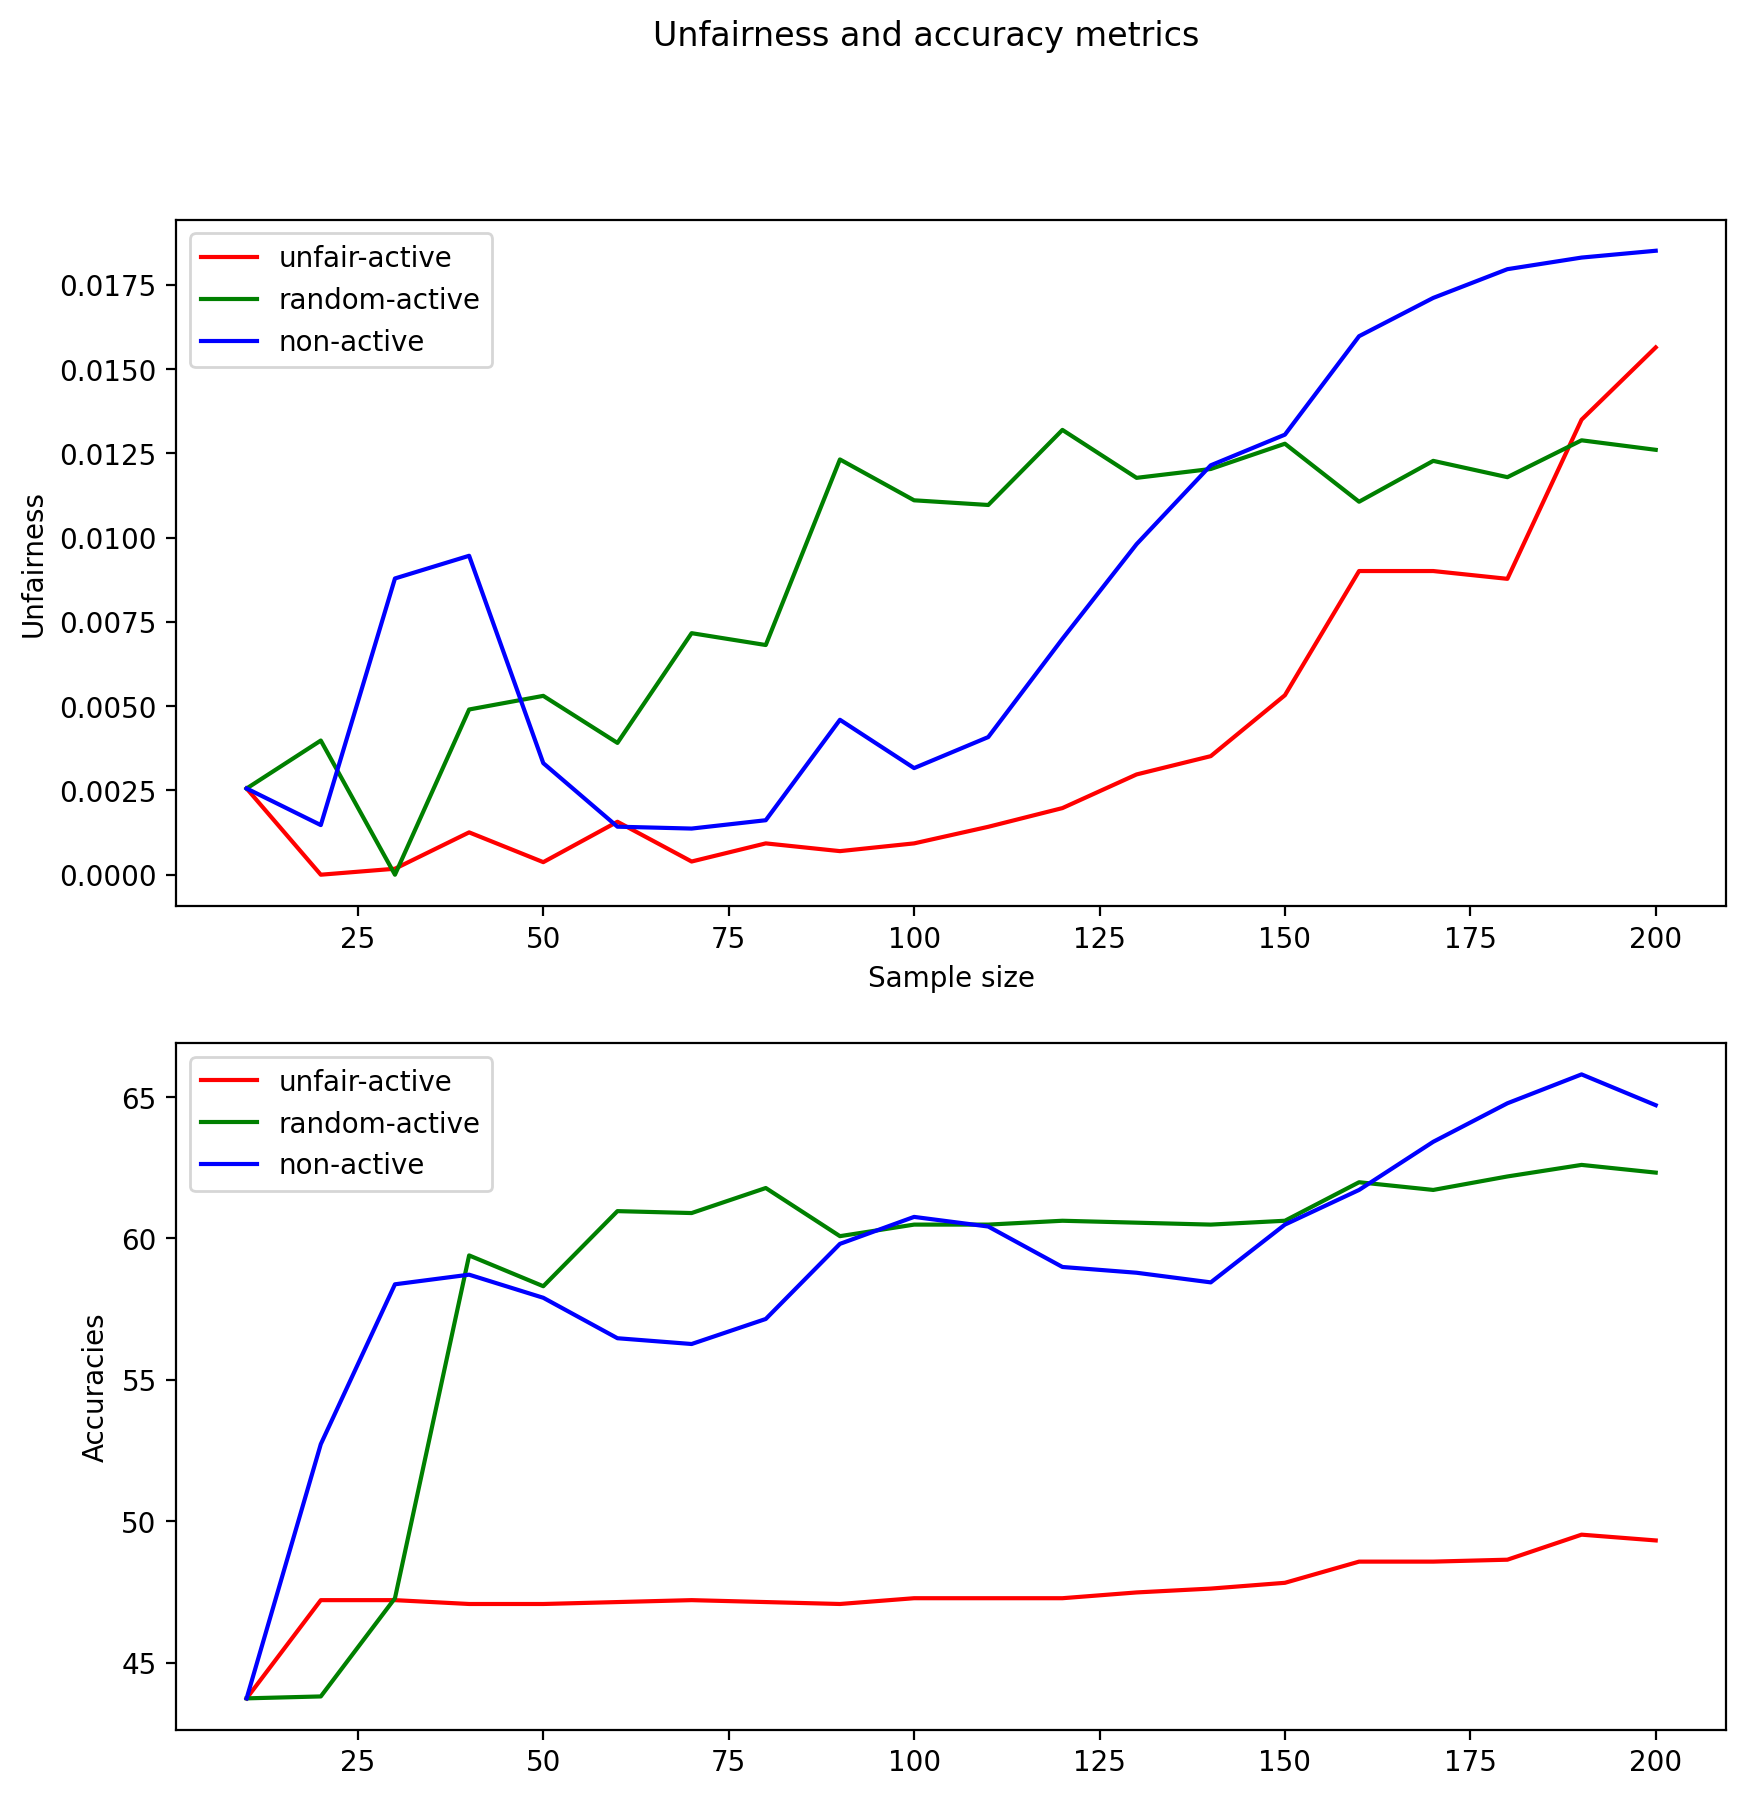 Unfairness and accuracy metrics
unfair-active
random-active
non-active
0.0175
0.0150
0.0125
0.0100
0.0075
0.0050
0.0025
0.0000
Unfairness
25 50 75 100 125 150 175 200
Sample size
unfair-active
random-active
non-active
65
60
55
50
45
Accuracies
25 50 75 100 125 150 175 200